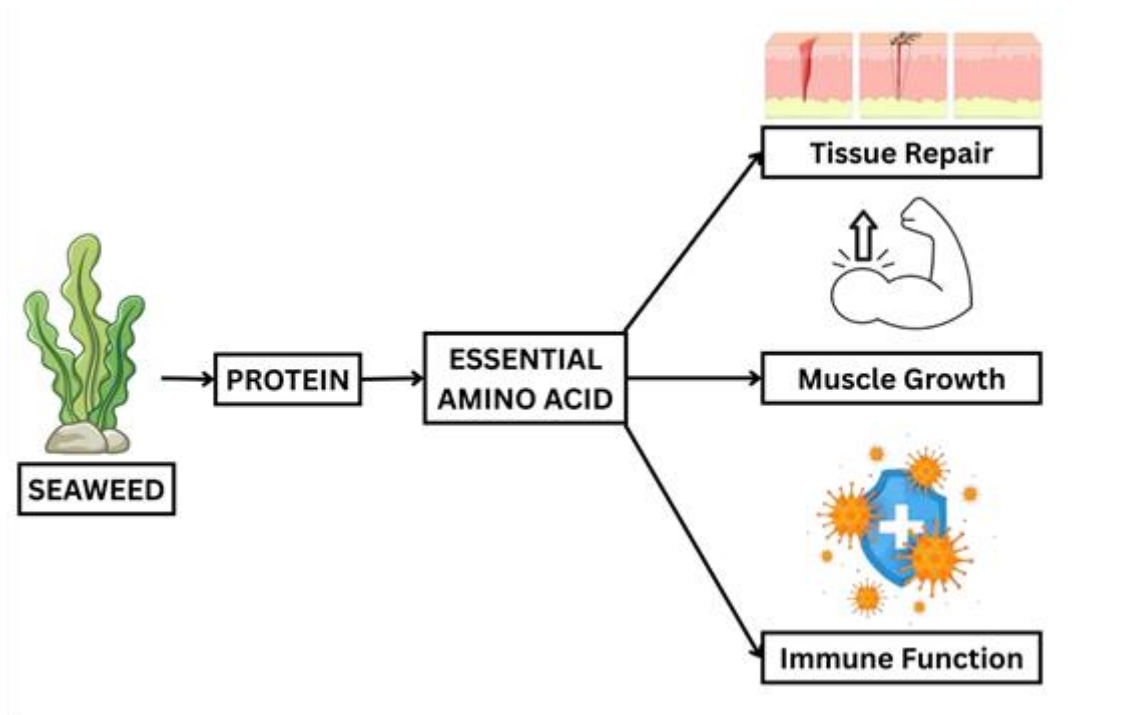 SEAWEED
PROTEIN
ESSENTIAL
AMINO ACID
Tissue Repair
Muscle Growth
Immune Function